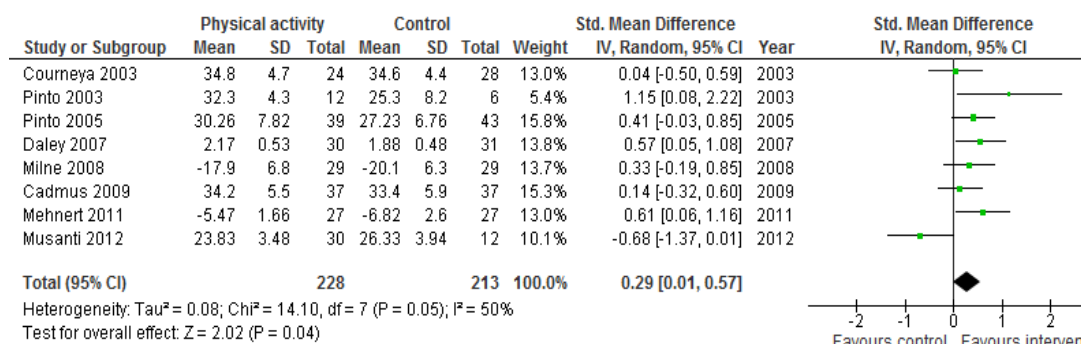 Physical activity Control Std. Mean Difference Std. Mean Difference
Study or Subgroup Mean SD Total Mean SD Total Weight IV, Random, 95% CI Year IV, Random, 95% CI
Courneya 2003 34.8 4.7 24 34.6 4.4 28 13.0% 0.04 [-0.50, 0.59] 2003
Pinto 2003 32.3 4.3 12 25.3 8.2 6 5.4% 1.15 [0.08, 2.22] 2003
Pinto 2005 30.26 7.82 39 27.23 6.76 43 15.8% 0.41 [-0.03, 0.85] 2005
Daley 2007 2.17 0.53 30 1.88 0.48 31 13.8% 0.57 [0.05, 1.08] 2007
Milne 2008 -17.9 6.8 29 -20.1 6.3 29 13.7% 0.33 [-0.19, 0.85] 2008
Cadmus 2009 34.2 5.5 37 33.4 5.9 37 15.3% 0.14 [-0.32, 0.60] 2009
Mehnert 2011 -5.47 1.66 27 -6.82 2.6 27 13.0% 0.61 [0.06, 1.16] 2011
Musanti 2012 23.83 3.48 30 26.33 3.94 12 10.1% -0.68 [-1.37, 0.01] 2012
Total (95% CI) 228 213 100.0% 0.29 [0.01, 0.57]
Heterogeneity: Tau² = 0.08; Chi² = 14.10, df = 7 (P = 0.05); I² = 50%
Test for overall effect: Z = 2.02 (P = 0.04)
-2 -1 0 1 2
Favours control Favours interven